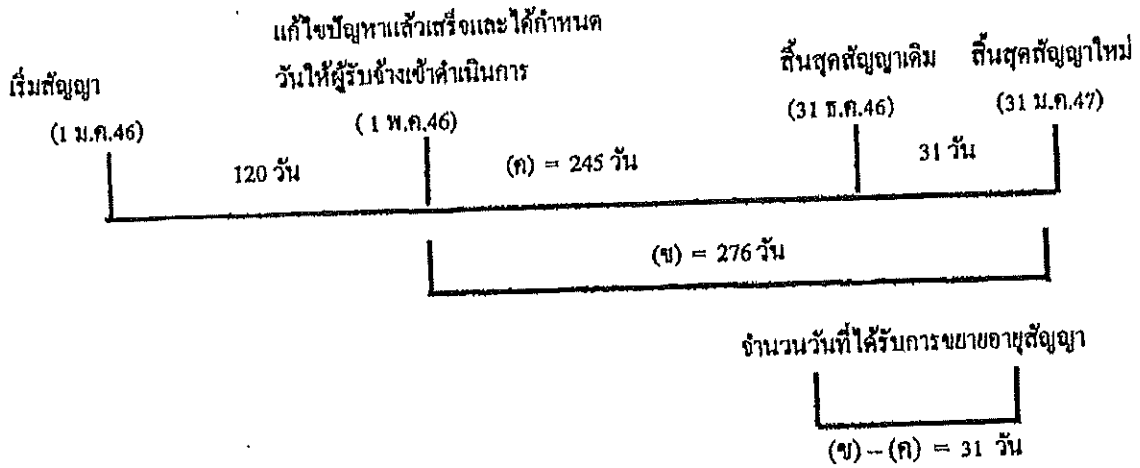 แก้ไขปัญหาแล้วเสร็จและได้กำหนด
วันให้ผู้รับจ้างเข้าดำเนินการ
เริ่มสัญญา
สิ้นสุดสัญญาเดิม
สิ้นสุดสัญญาใหม่
(1 ม.ค.46)
( 1 พ.ค.46)
(31 ธ.ค.46)
(31 ม.ค.47)
120 วัน
(ค) = 245 วัน
31 วัน
(ข) = 276 วัน
จำนวนวันที่ได้รับการขยายอายุสัญญา
(ข) – (ค) = 31 วัน